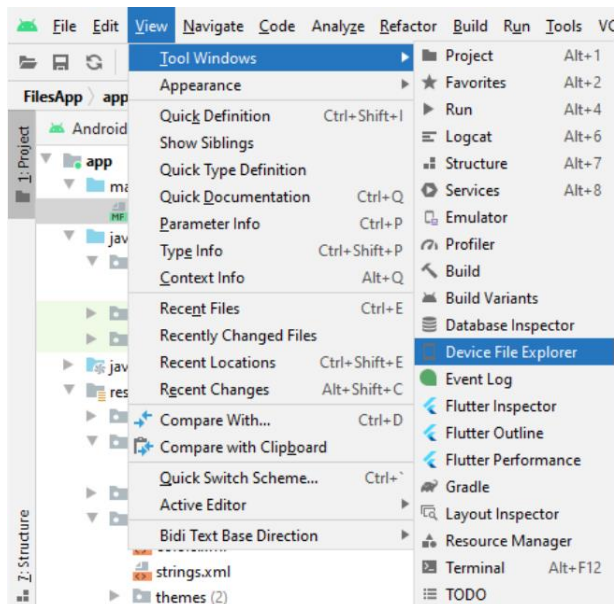 File Edit View Navigate Code Analyze Refactor Build Run Tools VC
FilesApp app
1: Project
Z: Structure
Android
app
ma
MF
jav
jav
res
strings.xml
themes (2)
Tool Windows
Appearance
Quick Definition Ctrl+Shift+I
Show Siblings
Quick Type Definition
Quick Documentation Ctrl+Q
Parameter Info Ctrl+P
Type Info Ctrl+Shift+P
Context Info Alt+Q
Recent Files Ctrl+E
Recently Changed Files
Recent Locations Ctrl+Shift+E
Recent Changes Alt+Shift+C
Compare With... Ctrl+D
Compare with Clipboard
Quick Switch Scheme... Ctrl+`
Active Editor
Bidi Text Base Direction
Project Alt+1
Favorites Alt+2
Run Alt+4
Logcat Alt+6
Structure Alt+7
Services Alt+8
Emulator
Profiler
Build
Build Variants
Database Inspector
Device File Explorer
Event Log
Flutter Inspector
Flutter Outline
Flutter Performance
Gradle
Layout Inspector
Resource Manager
Terminal Alt+F12
TODO